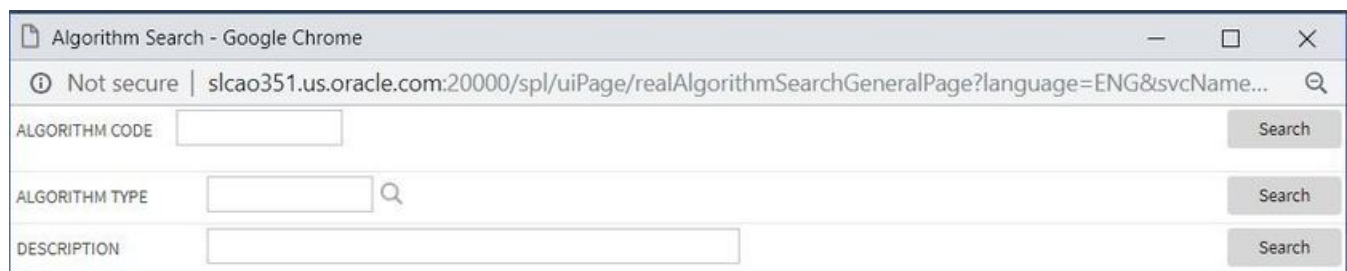 Algorithm Search - Google Chrome
Not secure | slcao351.us.oracle.com:20000/spl/uiPage/realAlgorithmSearchGeneralPage?language=ENG&svcName...
ALGORITHM CODE Search
ALGORITHM TYPE Search
DESCRIPTION Search